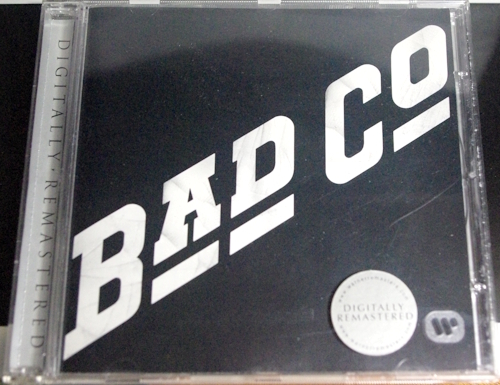 DIGITALLY · REMASTERED
BAD CO
DIGITALLY
REMASTERED